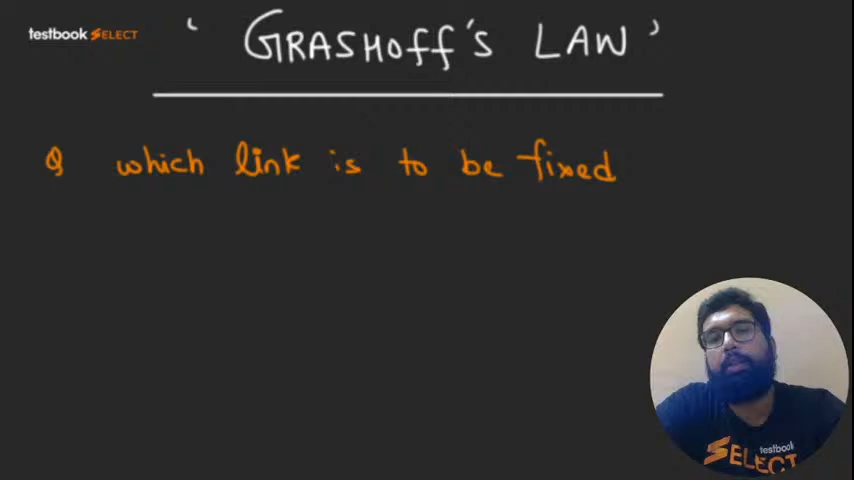 testbook SELECT
' GRASHOFF'S LAW '
Q which link is to be fixed
testbook
SELECT